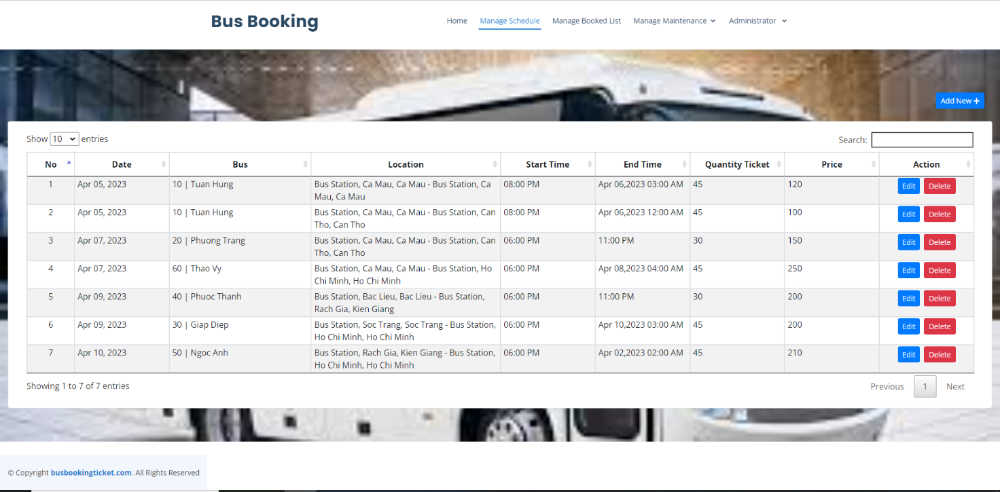 Bus Booking
Home Manage Schedule Manage Booked List Manage Maintenance Administrator
Add New +
Show 10 entries Search:
No Date Bus Location Start Time End Time Quantity Ticket Price Action
1 Apr 05, 2023 10 | Tuan Hung Bus Station, Ca Mau, Ca Mau - Bus Station, Ca 08:00 PM Apr 06,2023 03:00 AM 45 120 Edit Delete
Mau, Ca Mau
2 Apr 05, 2023 10 | Tuan Hung Bus Station, Ca Mau, Ca Mau - Bus Station, Can 08:00 PM Apr 06,2023 12:00 AM 45 100 Edit Delete
Tho, Can Tho
3 Apr 07, 2023 20 | Phuong Trang Bus Station, Ca Mau, Ca Mau - Bus Station, Can 06:00 PM 11:00 PM 30 150 Edit Delete
Tho, Can Tho
4 Apr 07, 2023 60 | Thao Vy Bus Station, Ca Mau, Ca Mau - Bus Station, Ho 06:00 PM Apr 08,2023 04:00 AM 45 250 Edit Delete
Chi Minh, Ho Chi Minh
5 Apr 09, 2023 40 | Phuoc Thanh Bus Station, Bac Lieu, Bac Lieu - Bus Station, 06:00 PM 11:00 PM 30 200 Edit Delete
Rach Gia, Kien Giang
6 Apr 09, 2023 30 | Giap Diep Bus Station, Soc Trang, Soc Trang - Bus Station, 06:00 PM Apr 10,2023 03:00 AM 45 200 Edit Delete
Ho Chi Minh, Ho Chi Minh
7 Apr 10, 2023 50 | Ngoc Anh Bus Station, Rach Gia, Kien Giang - Bus Station, 06:00 PM Apr 02,2023 02:00 AM 45 210 Edit Delete
Ho Chi Minh, Ho Chi Minh
Showing 1 to 7 of 7 entries Previous 1 Next
© Copyright busbookingticket.com. All Rights Reserved